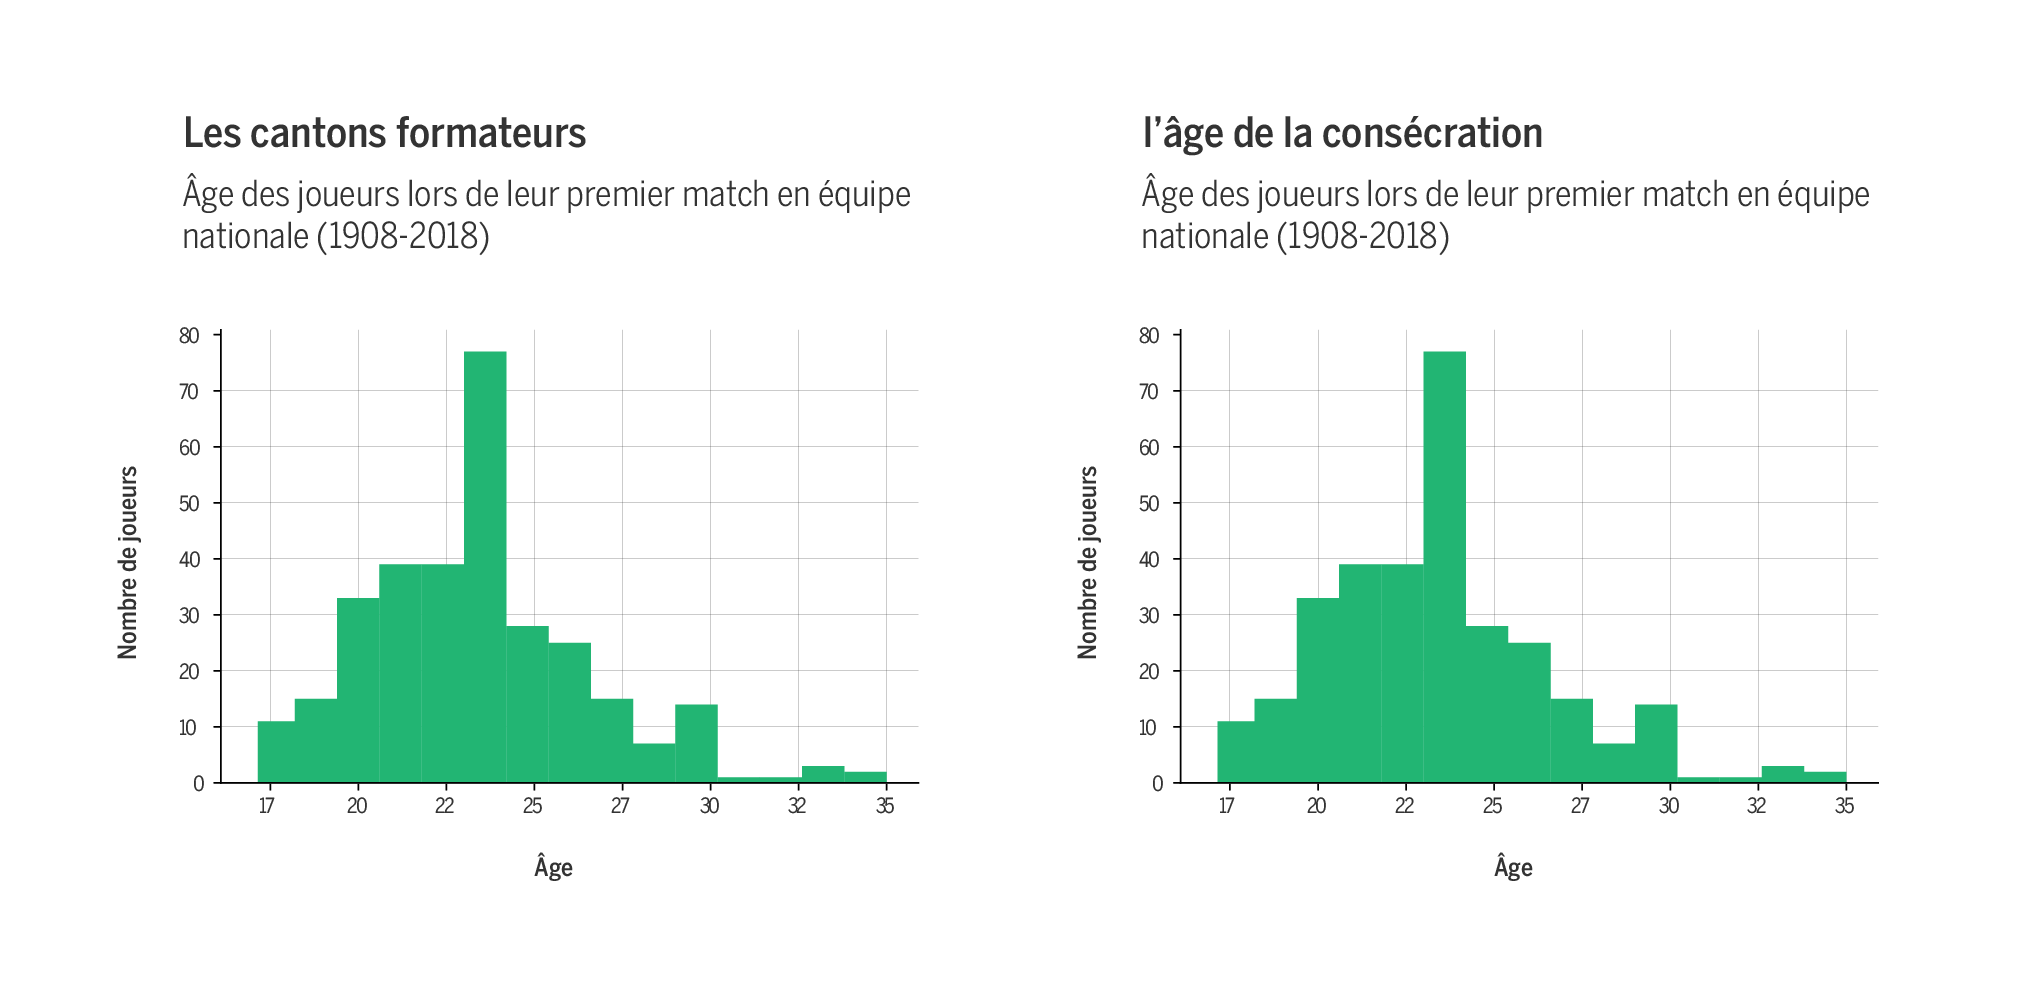 Les cantons formateurs
Âge des joueurs lors de leur premier match en équipe
nationale (1908-2018)
80
70
60
50
40
30
20
10
0
Nombre de joueurs
17 20 22 25 27 30 32 35
Âge
l’âge de la consécration
Âge des joueurs lors de leur premier match en équipe
nationale (1908-2018)
80
70
60
50
40
30
20
10
0
Nombre de joueurs
17 20 22 25 27 30 32 35
Âge